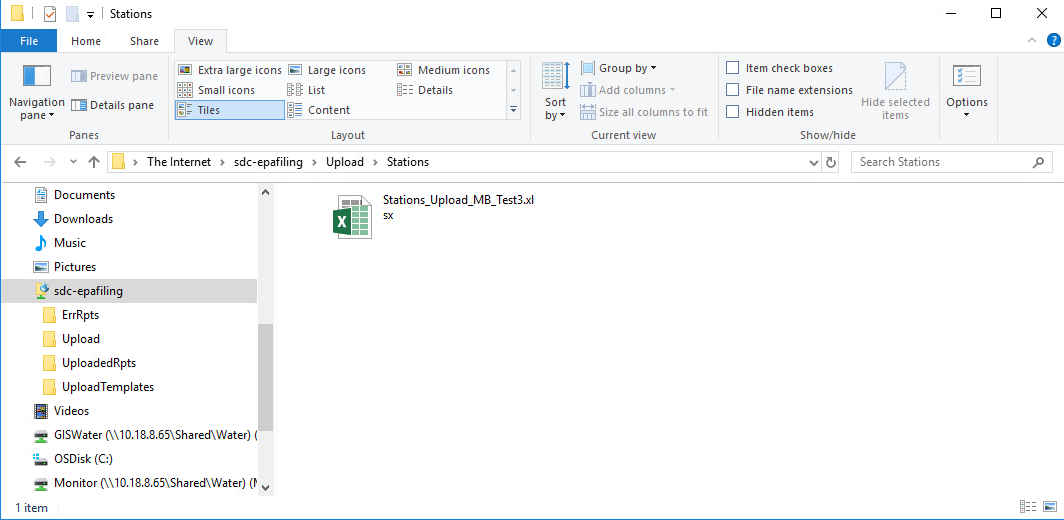 Stations
File Home Share View
Navigation pane
Preview pane
Details pane
Panes
Extra large icons Large icons Medium icons
Small icons List Details
Tiles Content
Layout
Sort by
Group by
Add columns
Size all columns to fit
Current view
Item check boxes
File name extensions
Hidden items
Hide selected items
Show/hide
Options
The Internet sdc-epafiling Upload Stations
Search Stations
Documents
Downloads
Music
Pictures
sdc-epafiling
ErrRpts
Upload
UploadedRpts
UploadTemplates
Videos
GISWater (\\10.18.8.65\Shared\Water) (
OSDisk (C:)
Monitor (\\10.18.8.65\Shared\Water) (M
Stations_Upload_MB_Test3.xl
sx
1 item